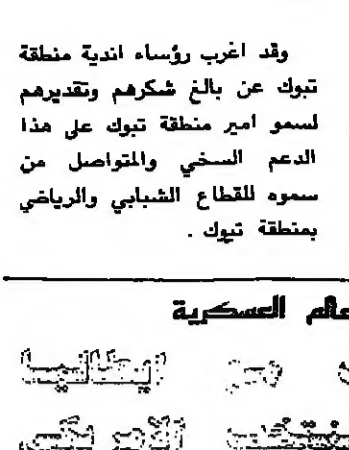 وقد اغرب رؤساء اندية منطقة
تبوك عن بالغ شكرهم وتقديرهم
لسمو امير منطقة تبوك على هذا
الدعم السخي والمتواصل من
سموه للقطاع الشبابي والرياضي
بمنطقة تبوك .
عالم العسكرية